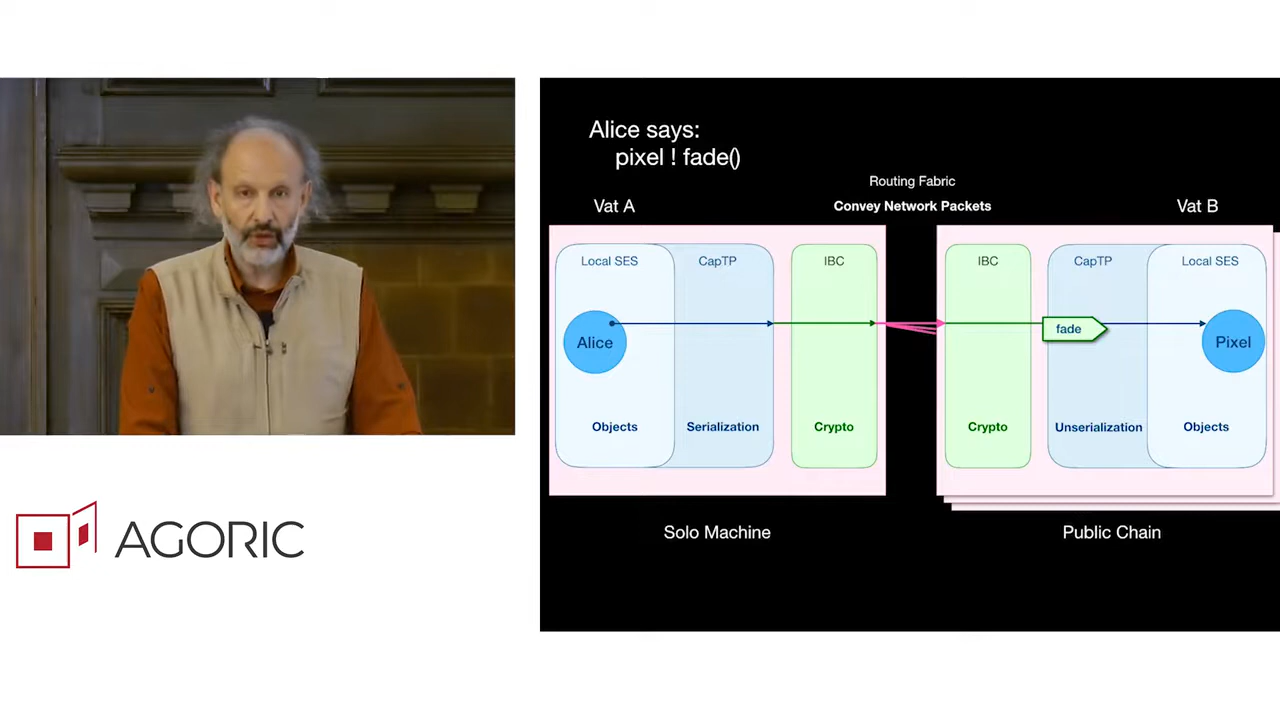 Alice says:
pixel ! fade()
Routing Fabric
Vat A
Convey Network Packets
Vat B
Local SES
CapTP
IBC
IBC
CapTP
Local SES
Alice
fade
Pixel
Objects
Serialization
Crypto
Crypto
Unserialization
Objects
Solo Machine
Public Chain
AGORIC